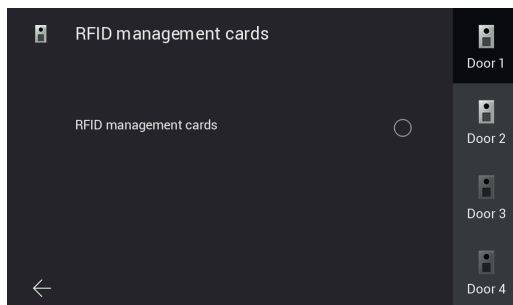 RFID management cards
RFID management cards
Door 1
Door 2
Door 3
Door 4